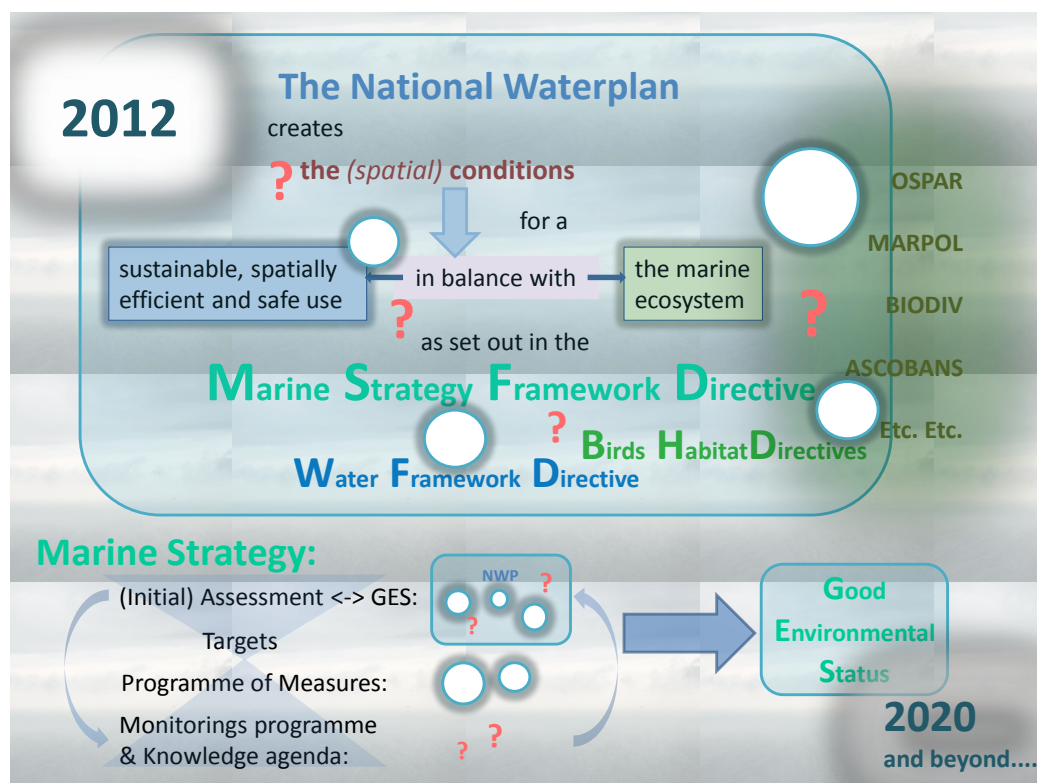 2012
The National Waterplan
creates
? the (spatial) conditions
for a
sustainable, spatially
efficient and safe use
in balance with
the marine
ecosystem
?
as set out in the
Marine Strategy Framework Directive
?
Birds HabitatDirectives
Water Framework Directive
OSPAR
MARPOL
?
BIODIV
ASCOBANS
Etc. Etc.
Marine Strategy:
(Initial) Assessment <-> GES:
Targets
Programme of Measures:
Monitorings programme
& Knowledge agenda:
NWP
?
?
?
?
Good
Environmental
Status
2020
and beyond....